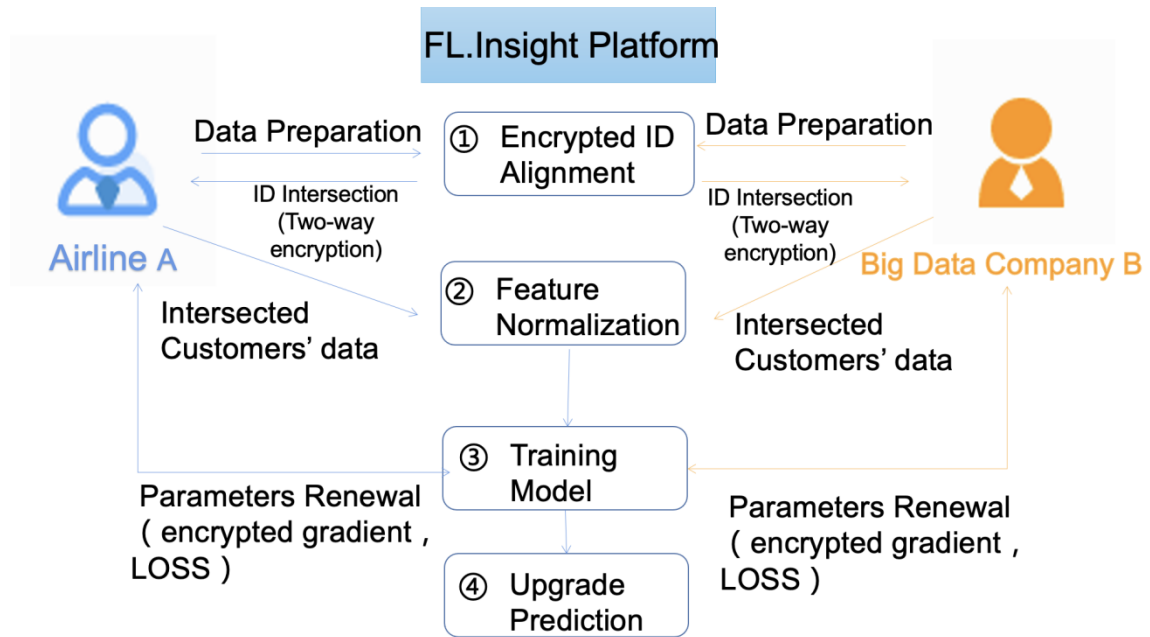 FL.Insight Platform
Data Preparation
① Encrypted ID
Alignment
Data Preparation
ID Intersection
(Two-way
encryption)
ID Intersection
(Two-way
encryption)
Airline A
Big Data Company B
② Feature
Normalization
Intersected
Customers’ data
Intersected
Customers’ data
③ Training
Model
Parameters Renewal
( encrypted gradient ,
LOSS )
Parameters Renewal
( encrypted gradient ,
LOSS )
④ Upgrade
Prediction